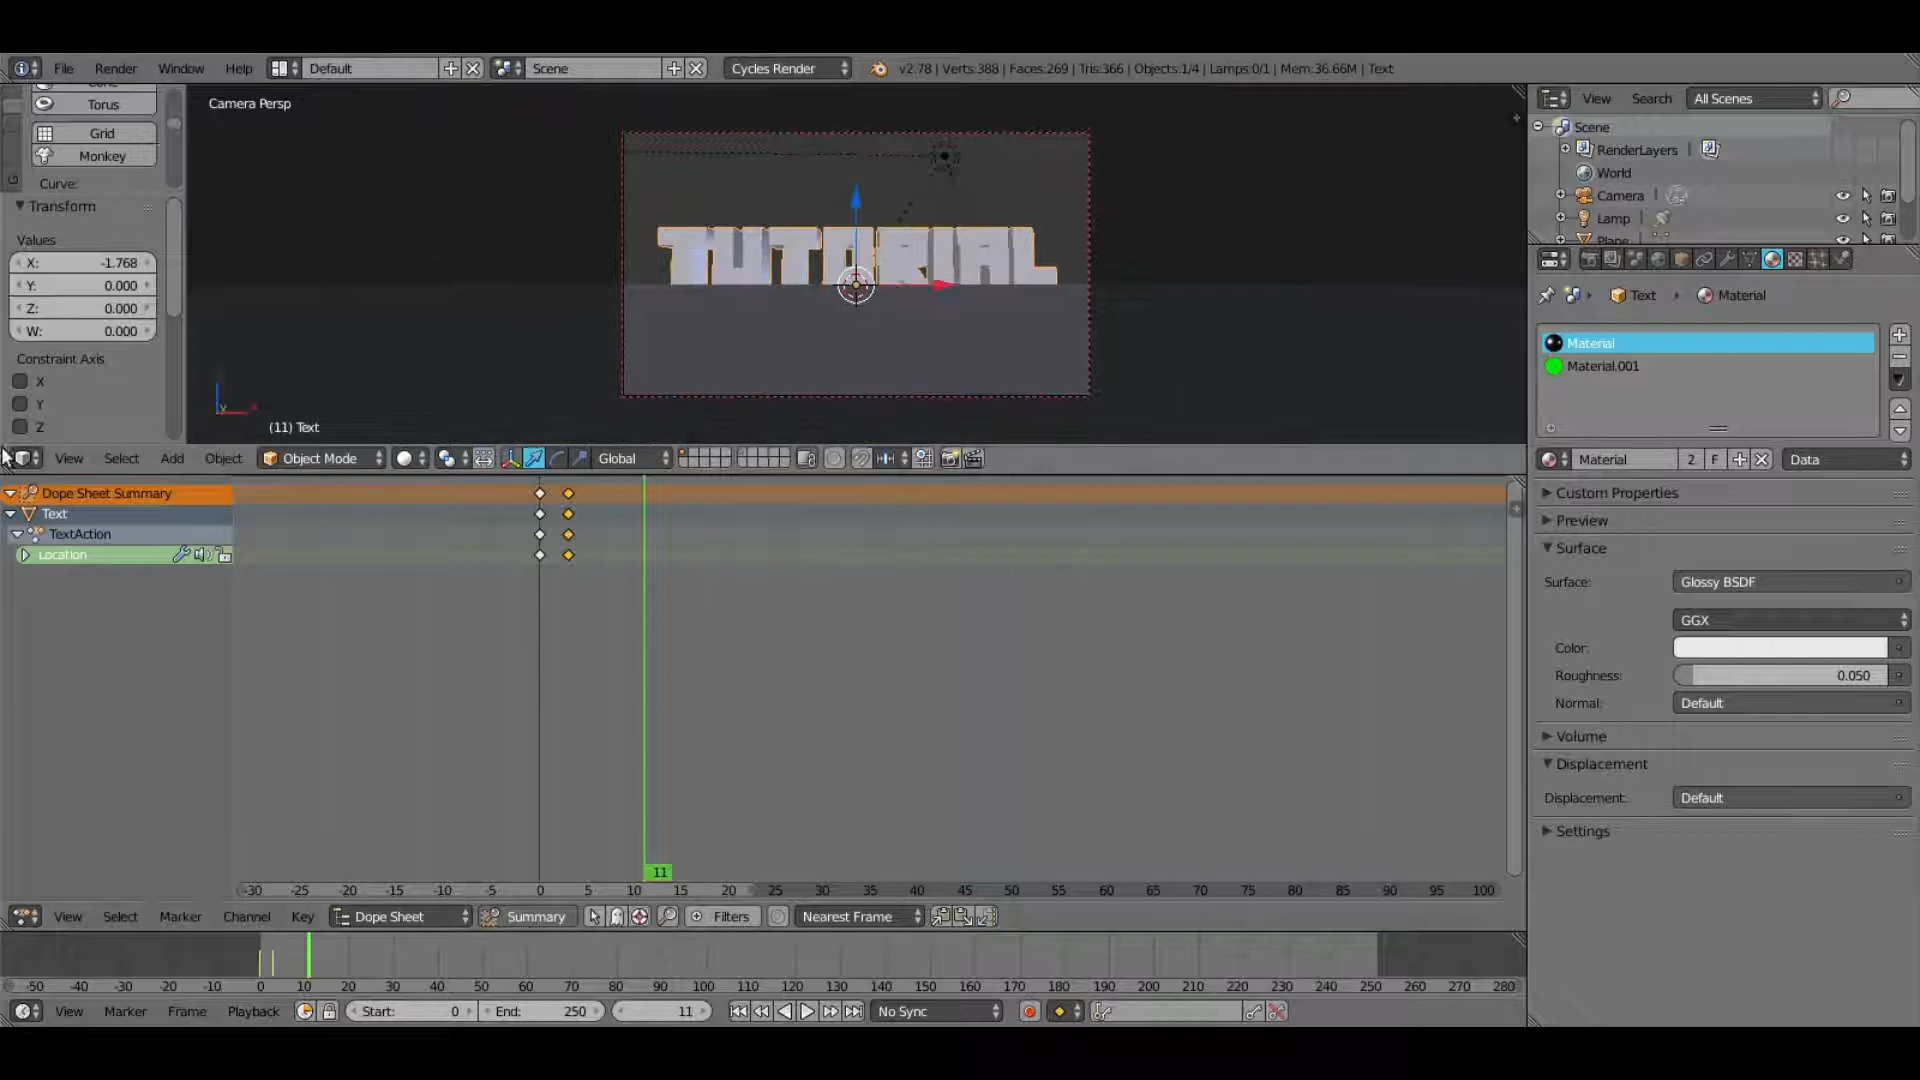 File Render Window Help Default Scene Cycles Render v2.78 | Verts:388 | Faces:269 | Tris:366 | Objects:1/4 | Lamps:0/1 | Mem:36.66M | Text
Torus
Grid
Monkey
Curve:
Transform
Values
X: -1.768
Y: 0.000
Z: 0.000
W: 0.000
Constraint Axis
X
Y
Z
Camera Persp
TUTORIAL
(11) Text
View Select Add Object Object Mode Global
View Search All Scenes
Scene
RenderLayers |
World
Camera |
Lamp |
Plane
Text Material
Material
Material.001
Material 2 F Data
Custom Properties
Preview
Surface
Surface: Glossy BSDF
GGX
Color:
Roughness: 0.050
Normal: Default
Volume
Displacement
Displacement: Default
Settings
Dope Sheet Summary
Text
TextAction
Location
11
-30 -25 -20 -15 -10 -5 0 5 10 15 20 25 30 35 40 45 50 55 60 65 70 75 80 85 90 95 100
View Select Marker Channel Key Dope Sheet Summary Filters Nearest Frame
-50 -40 -30 -20 -10 0 10 20 30 40 50 60 70 80 90 100 110 120 130 140 150 160 170 180 190 200 210 220 230 240 250 260 270 280
View Marker Frame Playback Start: 0 End: 250 11 No Sync